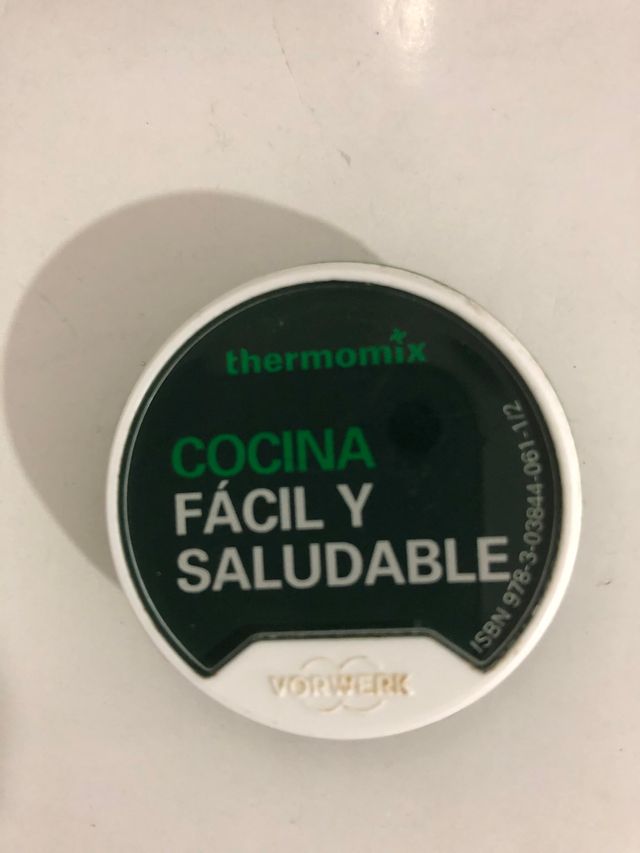 thermomix
COCINA
FÁCIL Y
SALUDABLE
ISBN 978-3-03844-061-1/2
VORWERK